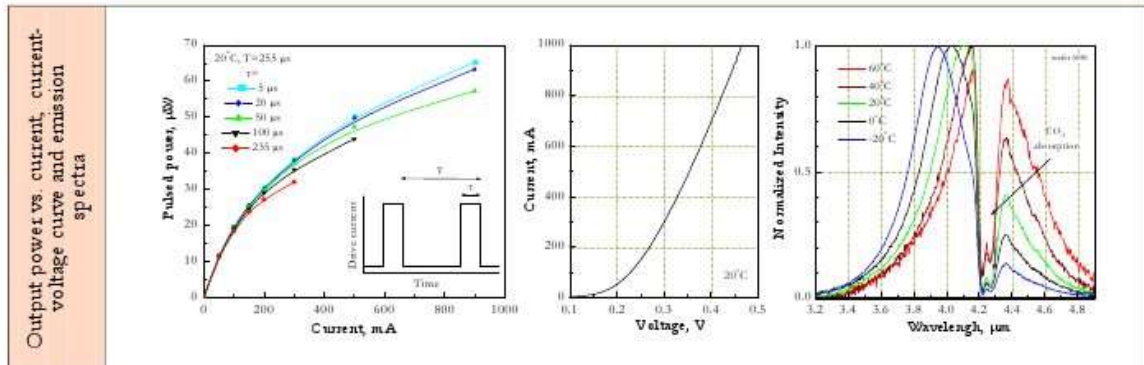 Output power vs. current, current-
voltage curve and emission
spectra
70
60
50
40
30
20
10
0
Pulsed power, μW
20°C, T=255 μs
τ=
5 μs
20 μs
50 μs
100 μs
235 μs
T
τ
Drive current
Time
0 200 400 600 800 1000
Current, mA
1000
800
600
400
200
0
Current, mA
20°C
0.1 0.2 0.3 0.4 0.5
Voltage, V
1.0
0.5
0.0
Normalized Intensity
60°C
40°C
20°C
0°C
-20°C
CO₂
absorption
3.2 3.4 3.6 3.8 4.0 4.2 4.4 4.6 4.8
Wavelengh, μm